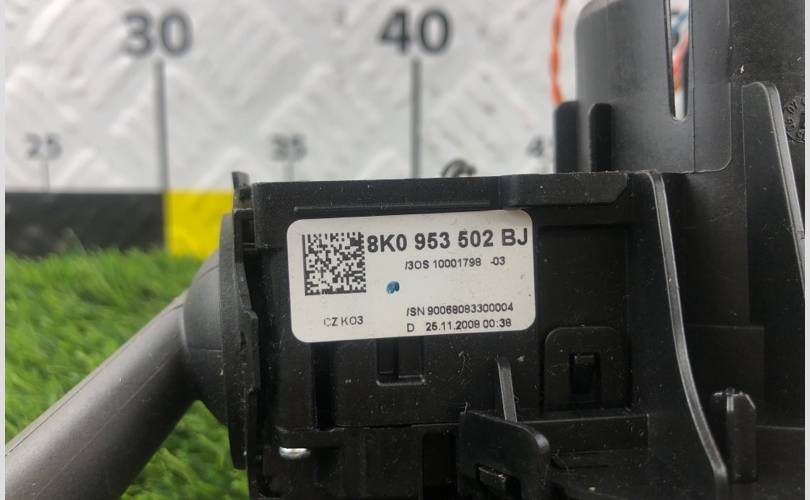 30
40
25
35
8K0 953 502 BJ
/3OS 10001798 -03
/SN 90068083300004
CZ K03
D 25.11.2008 00:38